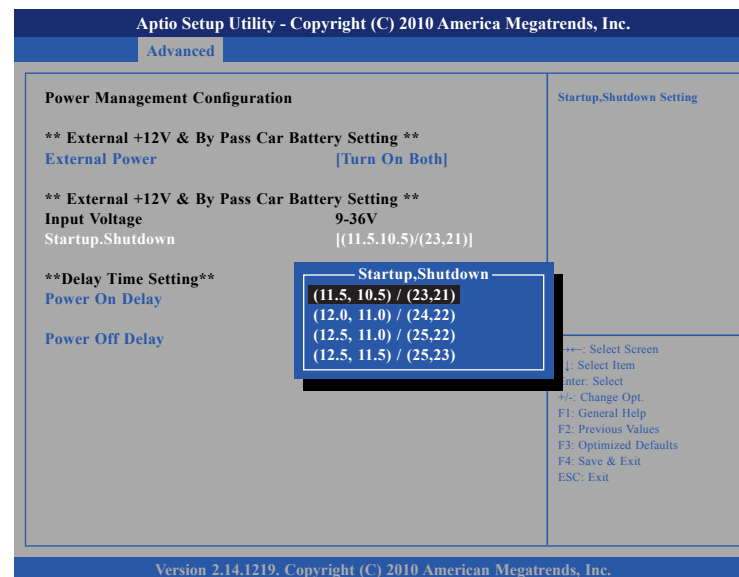 Aptio Setup Utility - Copyright (C) 2010 America Megatrends, Inc.
Advanced
Power Management Configuration
** External +12V & By Pass Car Battery Setting **
External Power [Turn On Both]
** External +12V & By Pass Car Battery Setting **
Input Voltage 9-36V
Startup.Shutdown [(11.5.10.5)/(23,21)]
**Delay Time Setting**
Power On Delay
Power Off Delay
Startup,Shutdown
(11.5, 10.5) / (23,21)
(12.0, 11.0) / (24,22)
(12.5, 11.0) / (25,22)
(12.5, 11.5) / (25,23)
Startup,Shutdown Setting
→←: Select Screen
↓: Select Item
Enter: Select
+/-: Change Opt.
F1: General Help
F2: Previous Values
F3: Optimized Defaults
F4: Save & Exit
ESC: Exit
Version 2.14.1219. Copyright (C) 2010 American Megatrends, Inc.